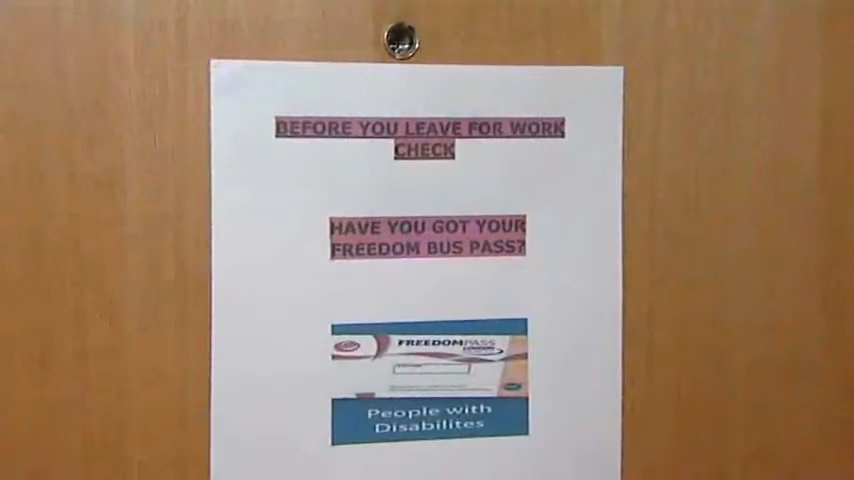 BEFORE YOU LEAVE FOR WORK
CHECK
HAVE YOU GOT YOUR
FREEDOM BUS PASS?
FREEDOMPASS
People with
Disabilites